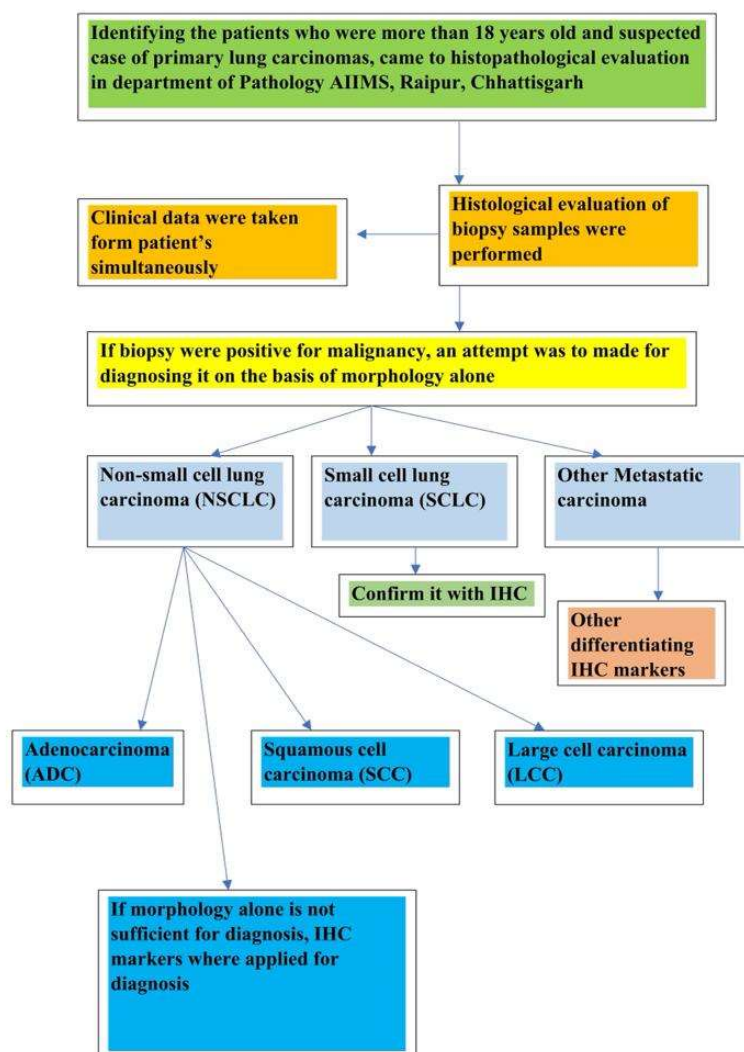 Identifying the patients who were more than 18 years old and suspected
case of primary lung carcinomas, came to histopathological evaluation
in department of Pathology AIIMS, Raipur, Chhattisgarh
Clinical data were taken
form patient's
simultaneously
Histological evaluation of
biopsy samples were
performed
If biopsy were positive for malignancy, an attempt was to made for
diagnosing it on the basis of morphology alone
Non-small cell lung
carcinoma (NSCLC)
Small cell lung
carcinoma (SCLC)
Other Metastatic
carcinoma
Confirm it with IHC
Other
differentiating
IHC markers
Adenocarcinoma
(ADC)
Squamous cell
carcinoma (SCC)
Large cell carcinoma
(LCC)
If morphology alone is not
sufficient for diagnosis, IHC
markers where applied for
diagnosis